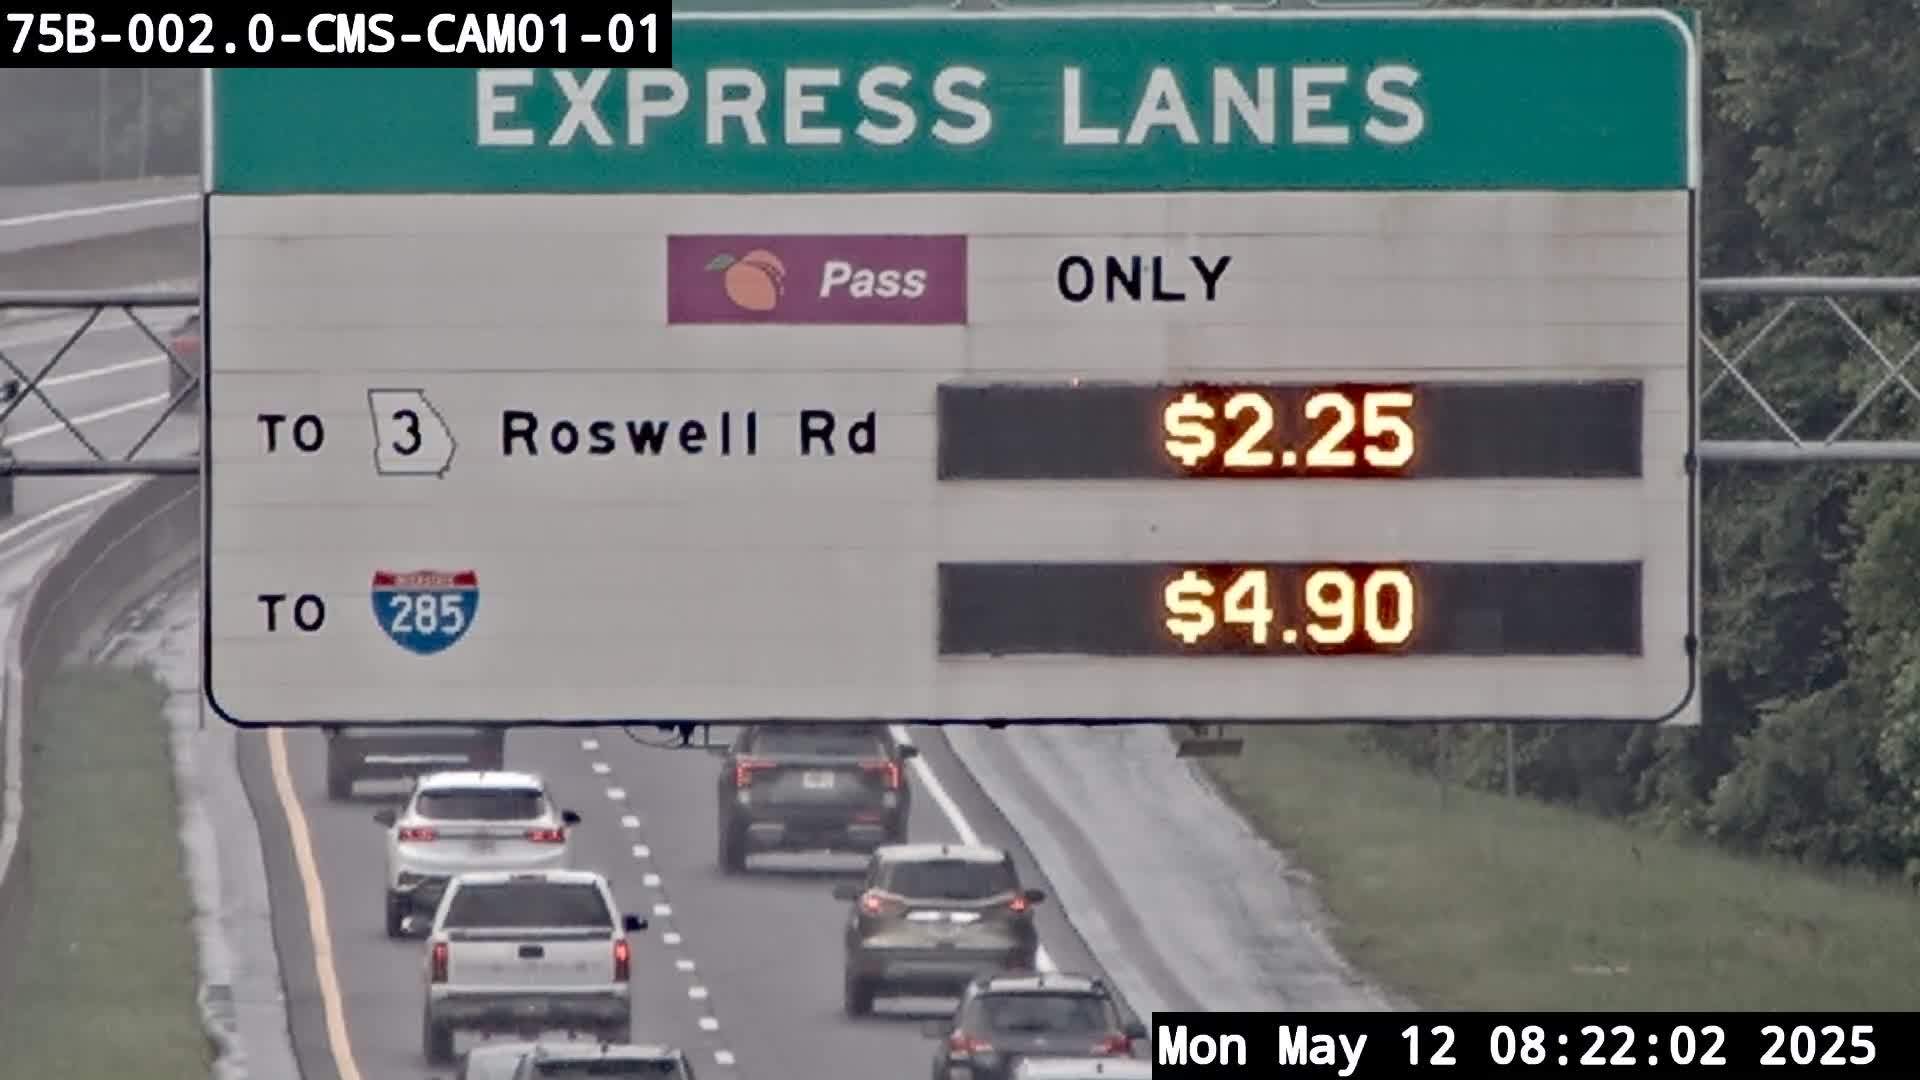 75B-002.0-CMS-CAM01-01
EXPRESS LANES
Pass ONLY
TO 3 Roswell Rd $2.25
INTERSTATE
TO 285 $4.90
Mon May 12 08:22:02 2025